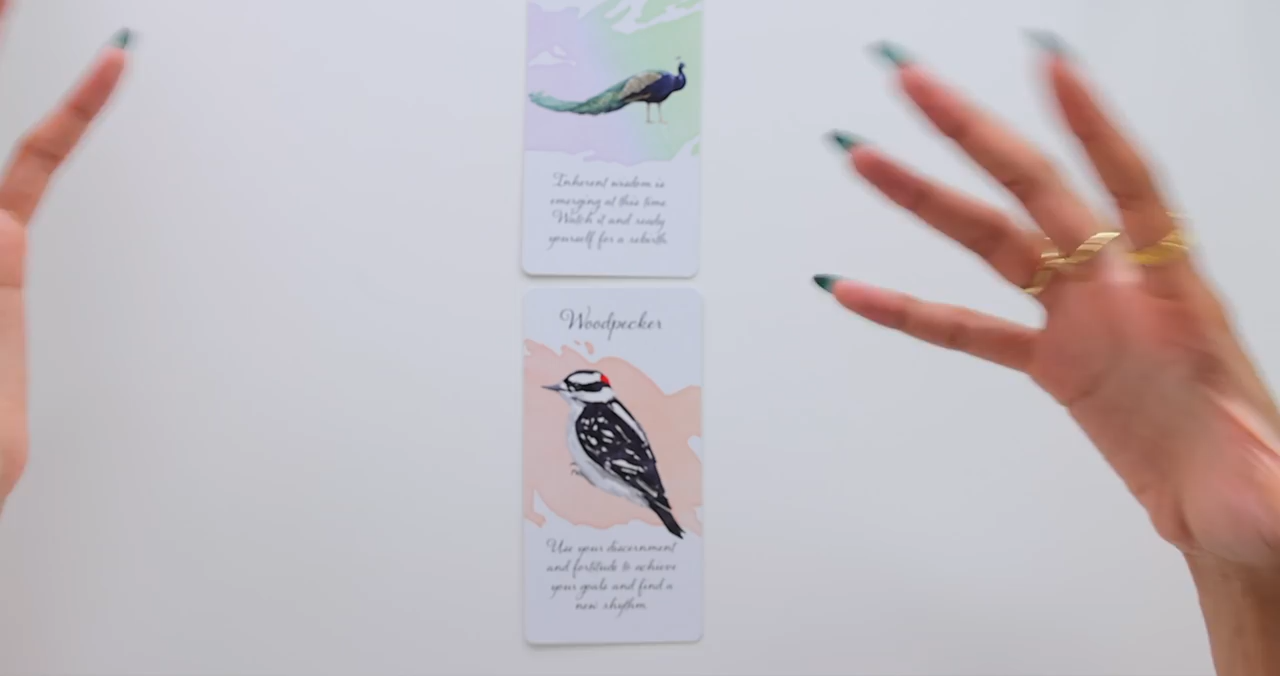 Inherent wisdom is
emerging at this time
Watch it and ready
yourself for a rebirth
Woodpecker
Use your discernment
and fortitude to achieve
your goals and find a
new rhythm